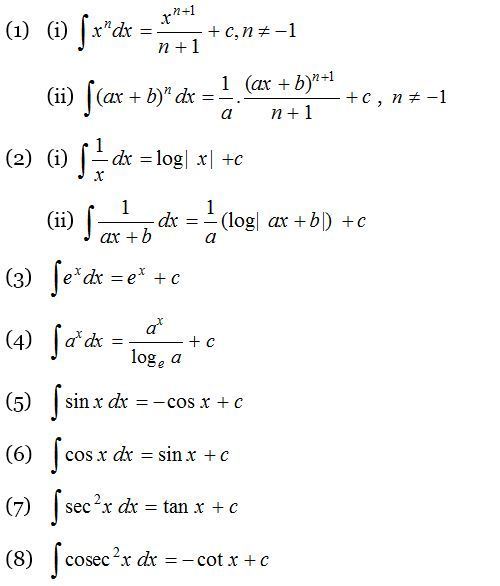 (1) (i) ∫xⁿdx = xⁿ⁺¹/(n+1) + c, n ≠ −1
(ii) ∫(ax + b)ⁿ dx = 1/a . (ax + b)ⁿ⁺¹/(n+1) + c , n ≠ −1
(2) (i) ∫1/x dx = log| x| +c
(ii) ∫1/(ax + b) dx = 1/a (log| ax + b|) + c
(3) ∫eˣdx = eˣ + c
(4) ∫aˣdx = aˣ/(logₑ a) + c
(5) ∫sin x dx = −cos x + c
(6) ∫cos x dx = sin x + c
(7) ∫sec²x dx = tan x + c
(8) ∫cosec²x dx = −cot x + c